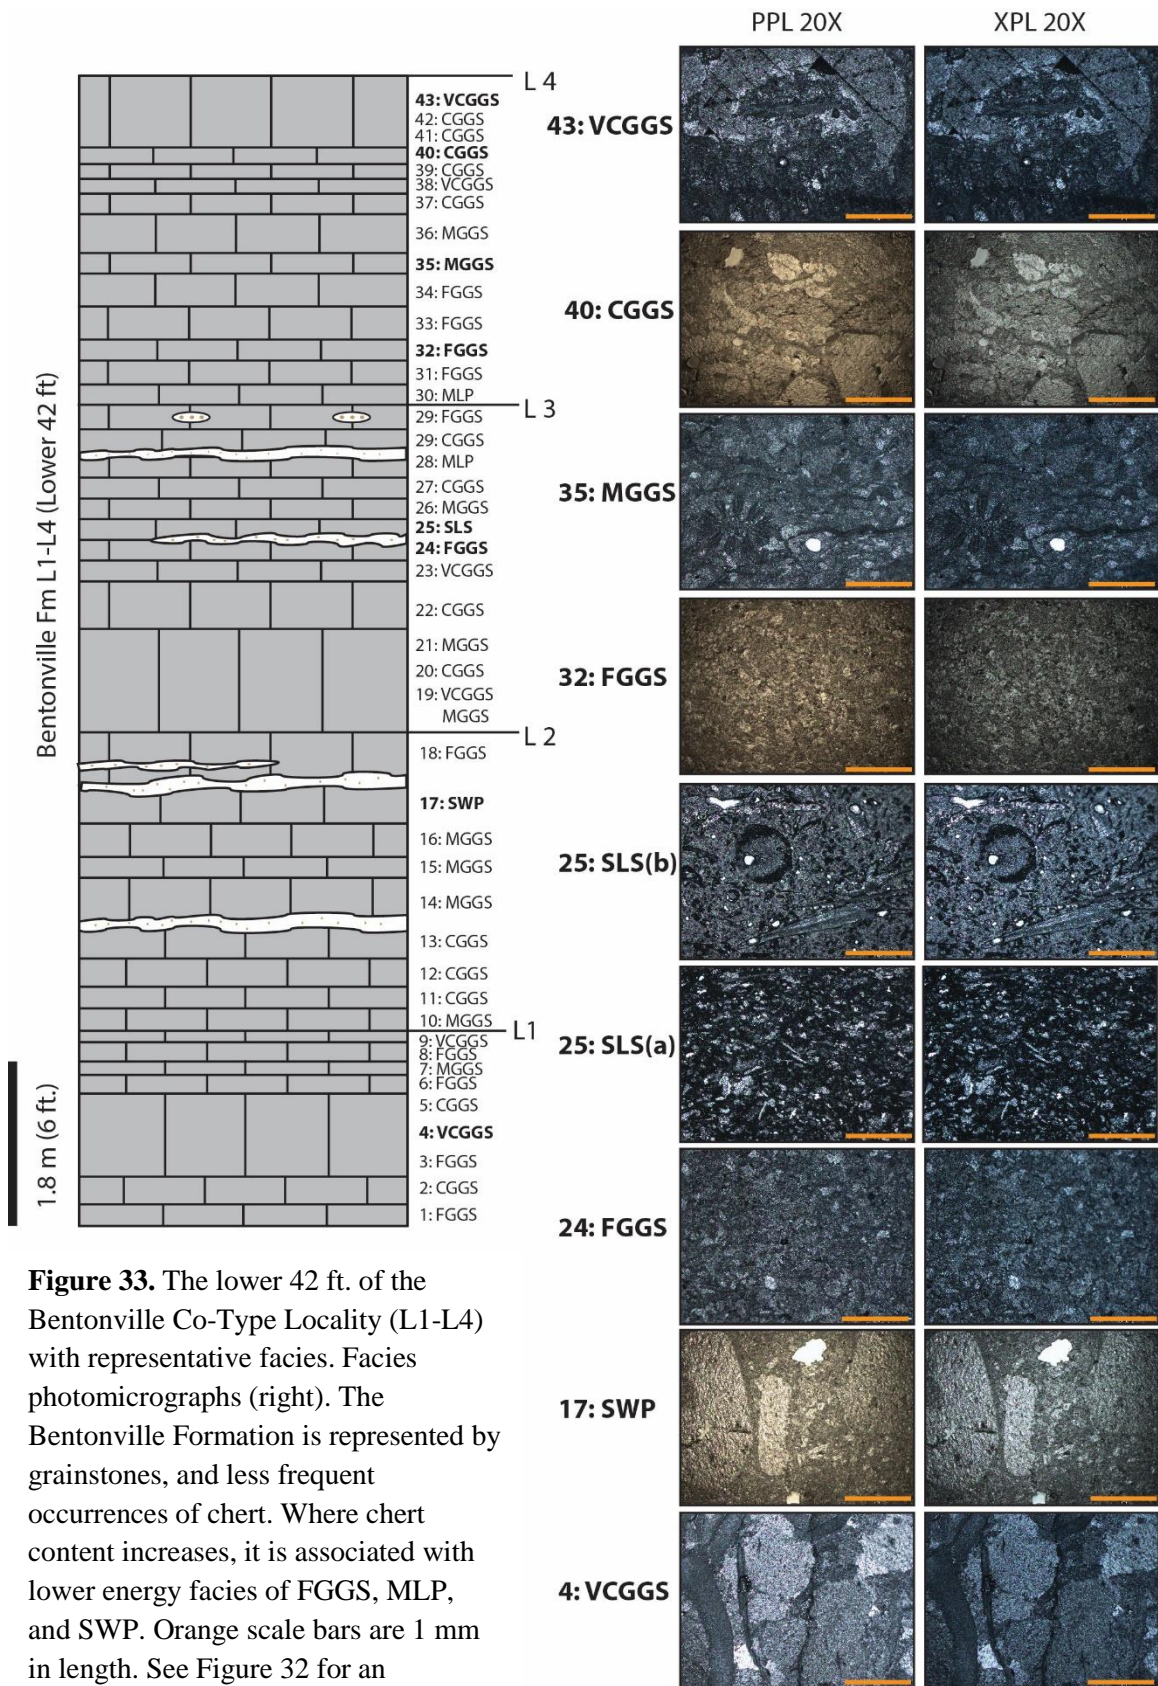 PPL 20X
XPL 20X
L 4
43: VCGGS
42: CGGS
41: CGGS
40: CGGS
39: CGGS
38: VCGGS
37: CGGS
36: MGGS
35: MGGS
34: FGGS
33: FGGS
32: FGGS
31: FGGS
30: MLP
L 3
29: FGGS
29: CGGS
28: MLP
27: CGGS
26: MGGS
25: SLS
24: FGGS
23: VCGGS
22: CGGS
21: MGGS
20: CGGS
19: VCGGS
MGGS
L 2
18: FGGS
17: SWP
16: MGGS
15: MGGS
14: MGGS
13: CGGS
12: CGGS
11: CGGS
10: MGGS
L1
9: VCGGS
8: FGGS
7: MGGS
6: FGGS
5: CGGS
4: VCGGS
3: FGGS
2: CGGS
1: FGGS
Bentonville Fm L1-L4 (Lower 42 ft)
1.8 m (6 ft.)
43: VCGGS
40: CGGS
35: MGGS
32: FGGS
25: SLS(b)
25: SLS(a)
24: FGGS
17: SWP
4: VCGGS
Figure 33. The lower 42 ft. of the
Bentonville Co-Type Locality (L1-L4)
with representative facies. Facies
photomicrographs (right). The
Bentonville Formation is represented by
grainstones, and less frequent
occurrences of chert. Where chert
content increases, it is associated with
lower energy facies of FGGS, MLP,
and SWP. Orange scale bars are 1 mm
in length. See Figure 32 for an